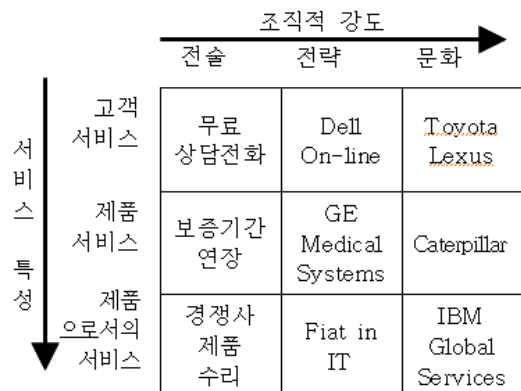 조직적 강도
전술 전략 문화
서비스 특성
고객
서비스
무료
상담전화
Dell
On-line
Toyota
Lexus
제품
서비스
보증기간
연장
GE
Medical
Systems
Caterpillar
제품
으로서의
서비스
경쟁사
제품
수리
Fiat in
IT
IBM
Global
Services